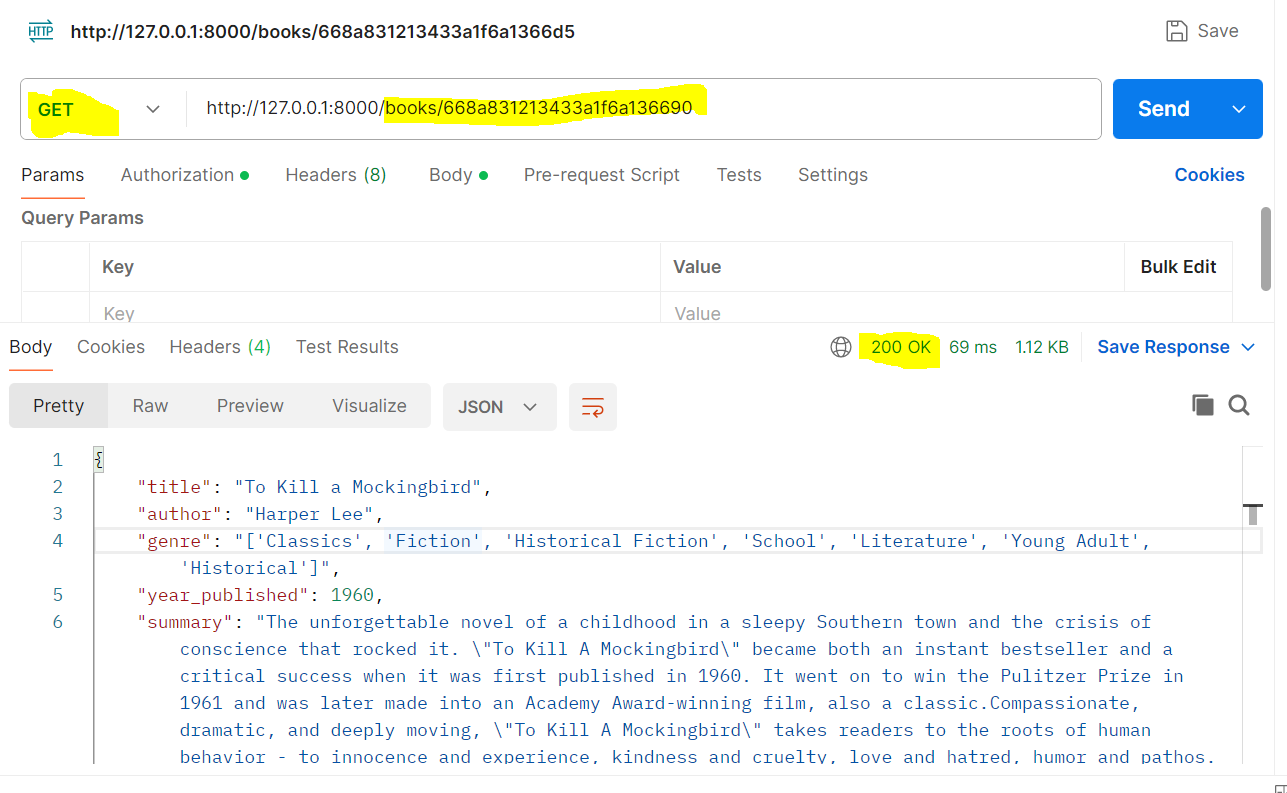 HTTP http://127.0.0.1:8000/books/668a831213433a1f6a1366d5 Save
GET http://127.0.0.1:8000/books/668a831213433a1f6a136690 Send
Params Authorization Headers (8) Body Pre-request Script Tests Settings Cookies
Query Params
Key Value Bulk Edit
Key Value
Body Cookies Headers (4) Test Results 200 OK 69 ms 1.12 KB Save Response
Pretty Raw Preview Visualize JSON
1 {
2 "title": "To Kill a Mockingbird",
3 "author": "Harper Lee",
4 "genre": "['Classics', 'Fiction', 'Historical Fiction', 'School', 'Literature', 'Young Adult',
'Historical']",
5 "year_published": 1960,
6 "summary": "The unforgettable novel of a childhood in a sleepy Southern town and the crisis of
conscience that rocked it. \"To Kill A Mockingbird\" became both an instant bestseller and a
critical success when it was first published in 1960. It went on to win the Pulitzer Prize in
1961 and was later made into an Academy Award-winning film, also a classic.Compassionate,
dramatic, and deeply moving, \"To Kill A Mockingbird\" takes readers to the roots of human
behavior - to innocence and experience, kindness and cruelty, love and hatred, humor and pathos.